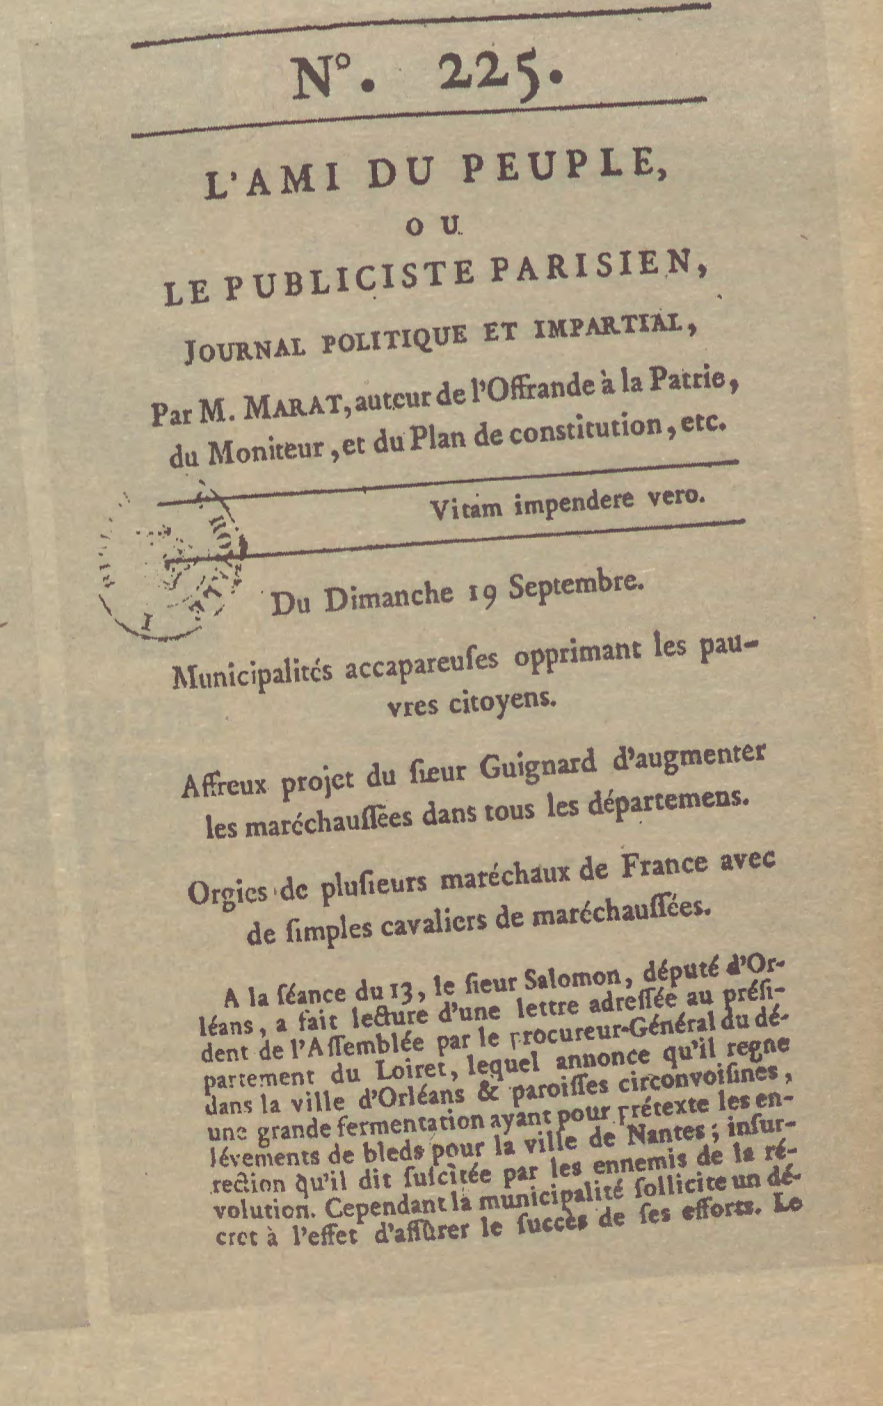 N°. 225.
L'AMI DU PEUPLE,
OU
LE PUBLICISTE PARISIEN,
JOURNAL POLITIQUE ET IMPARTIAL,
Par M. MARAT, auteur de l'Offrande à la Patrie,
du Moniteur, et du Plan de constitution, etc.
Vitam impendere vero.
Du Dimanche 19 Septembre.
Municipalités accapareuſes opprimant les pau-
vres citoyens.
Affreux projet du ſieur Guignard d'augmenter
les maréchauſſées dans tous les départemens.
Orgies de pluſieurs maréchaux de France avec
de ſimples cavaliers de maréchauſſées.
A la ſéance du 13, le ſieur Salomon, député d'Or-
léans, a fait lecture d'une lettre adreſſée au préſi-
dent de l'Aſſemblée par le procureur-Général du dé-
partement du Loiret, lequel annonce qu'il regne
dans la ville d'Orléans & paroiſſes circonvoiſines,
une grande fermentation ayant pour prétexte les en-
lévements de bleds pour la ville de Nantes; inſur-
rection qu'il dit ſuſcitée par les ennemis de la ré-
volution. Cependant la municipalité ſollicite un dé-
cret à l'effet d'aſſûrer le ſuccès de ſes efforts. Le